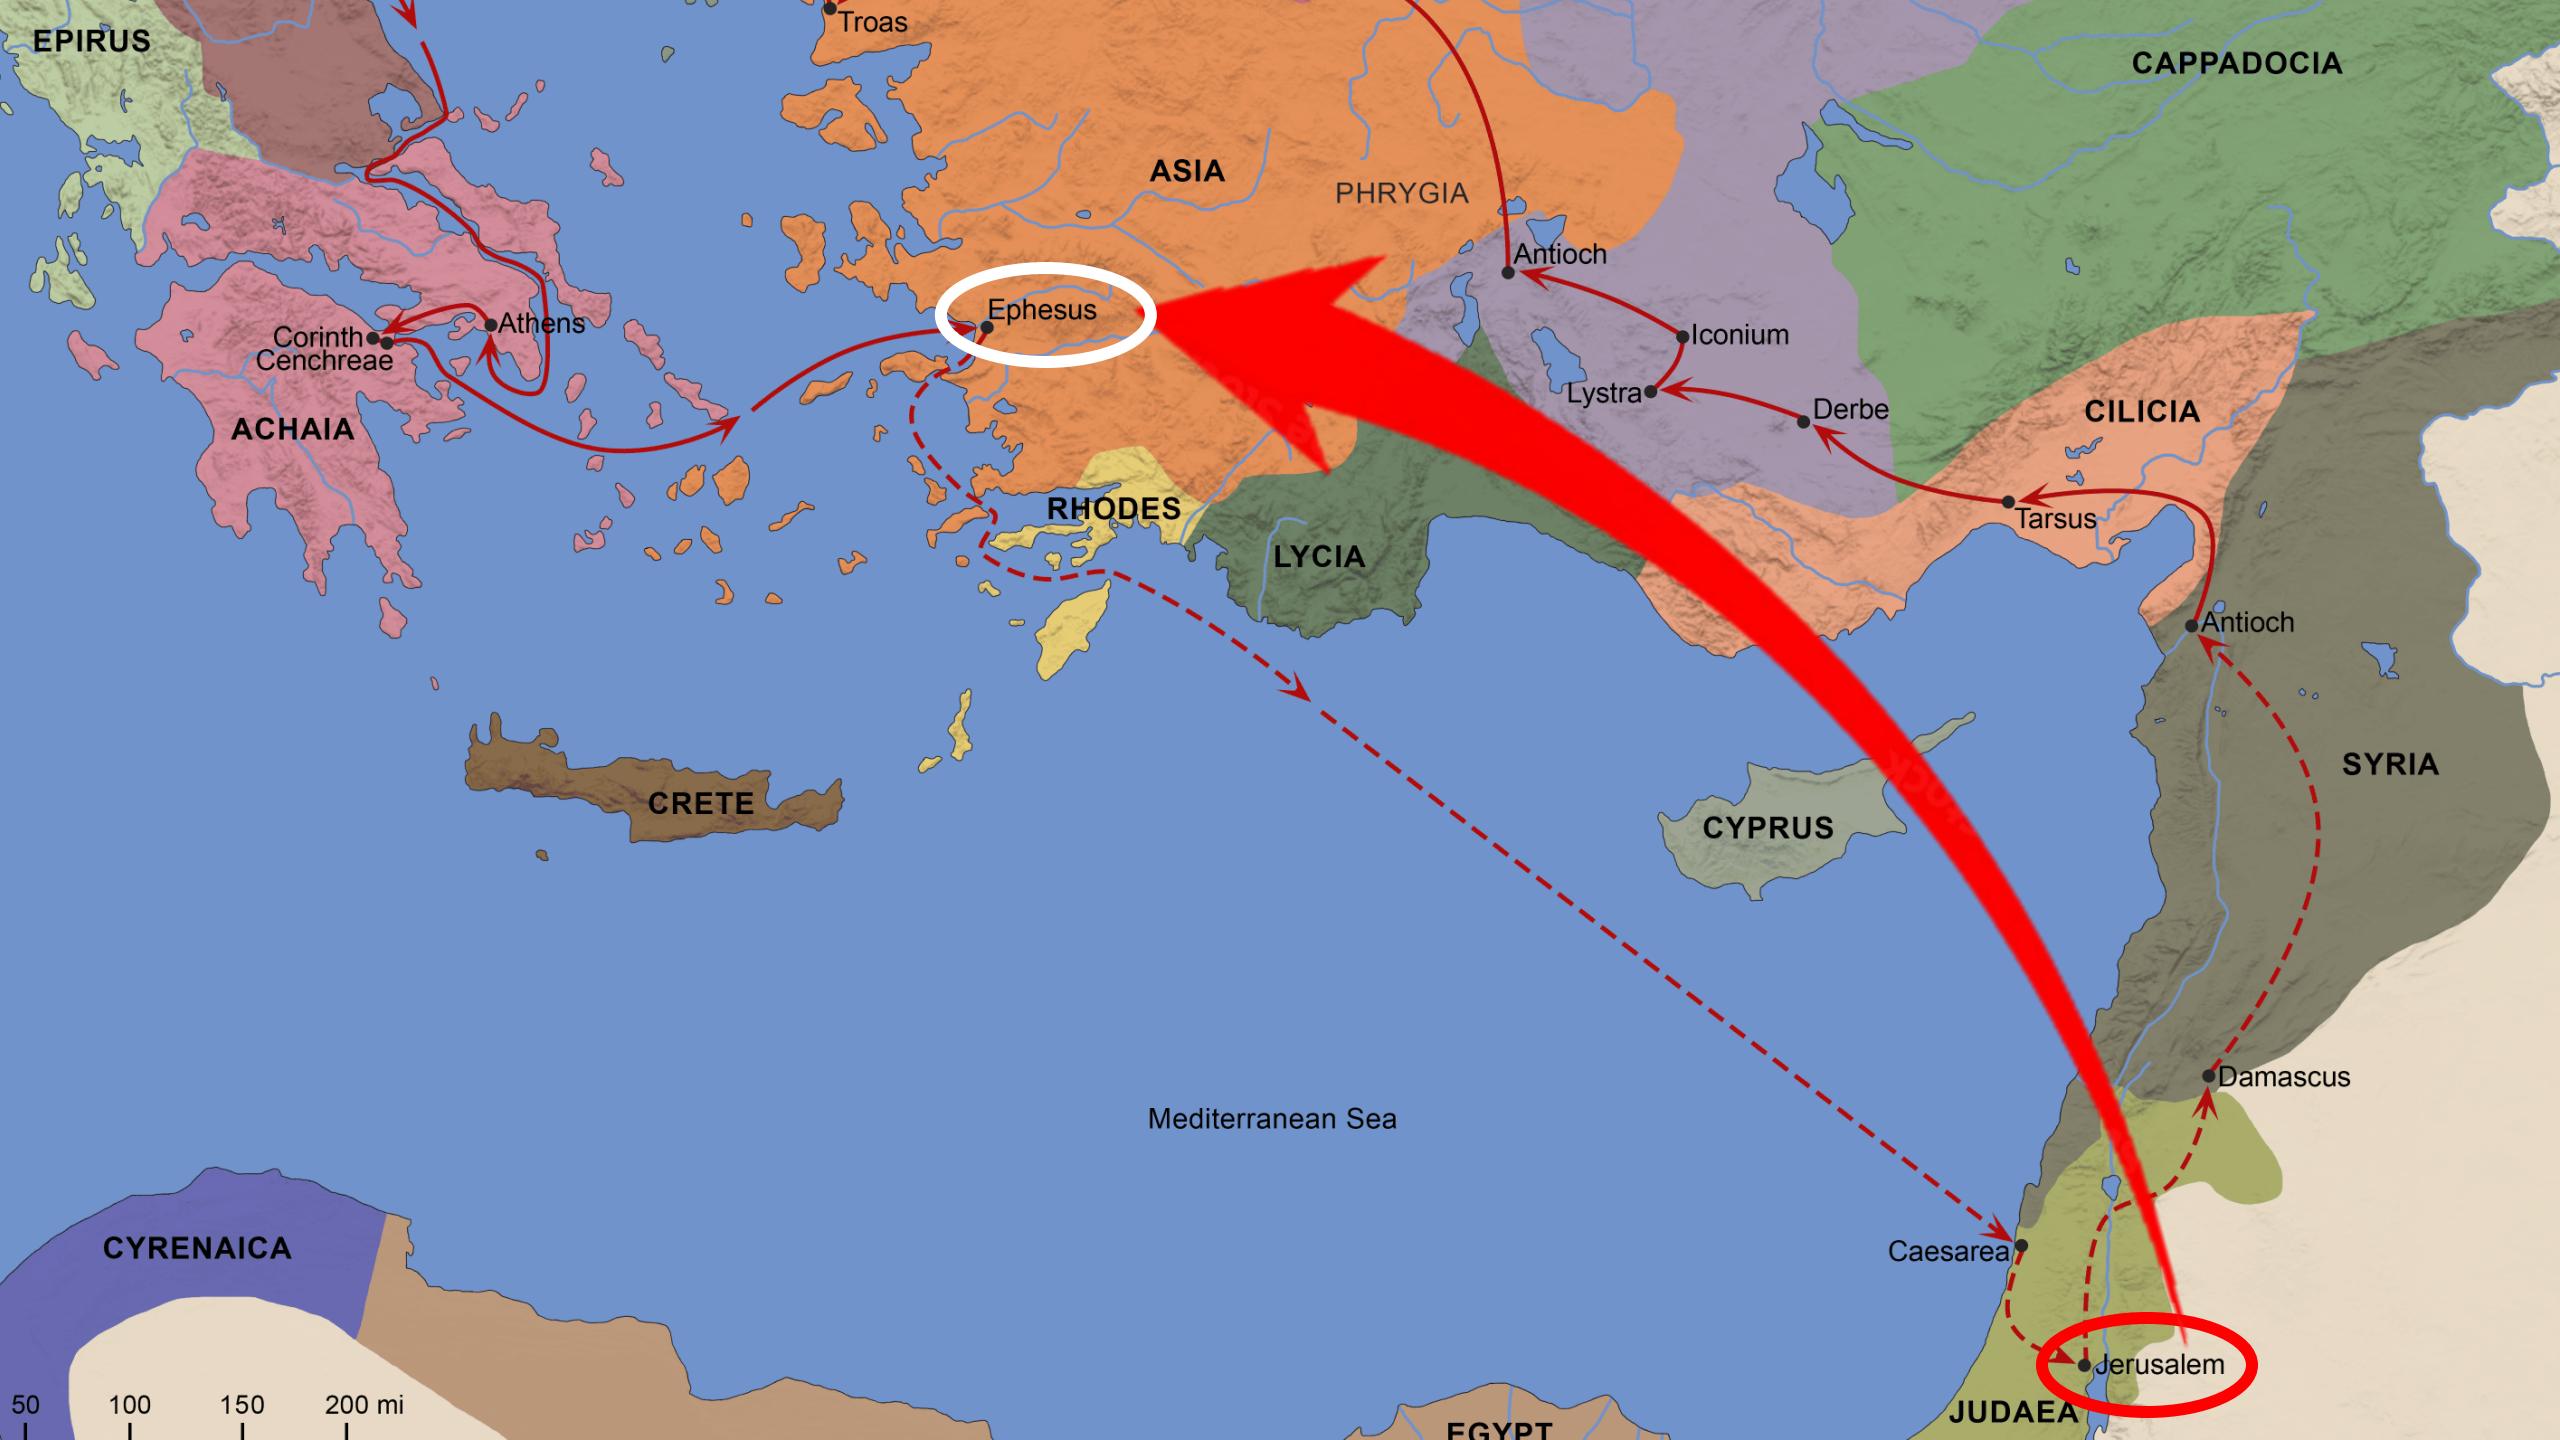 Troas
EPIRUS
CAPPADOCIA
ASIA
PHRYGIA
Antioch
Ephesus
Athens
Corinth
Cenchreae
Iconium
Lystra
Derbe
CILICIA
ACHAIA
RHODES
Tarsus
LYCIA
Antioch
SYRIA
CRETE
CYPRUS
Damascus
Mediterranean Sea
CYRENAICA
Caesarea
Jerusalem
50 100 150 200 mi
JUDAEA
EGYPT